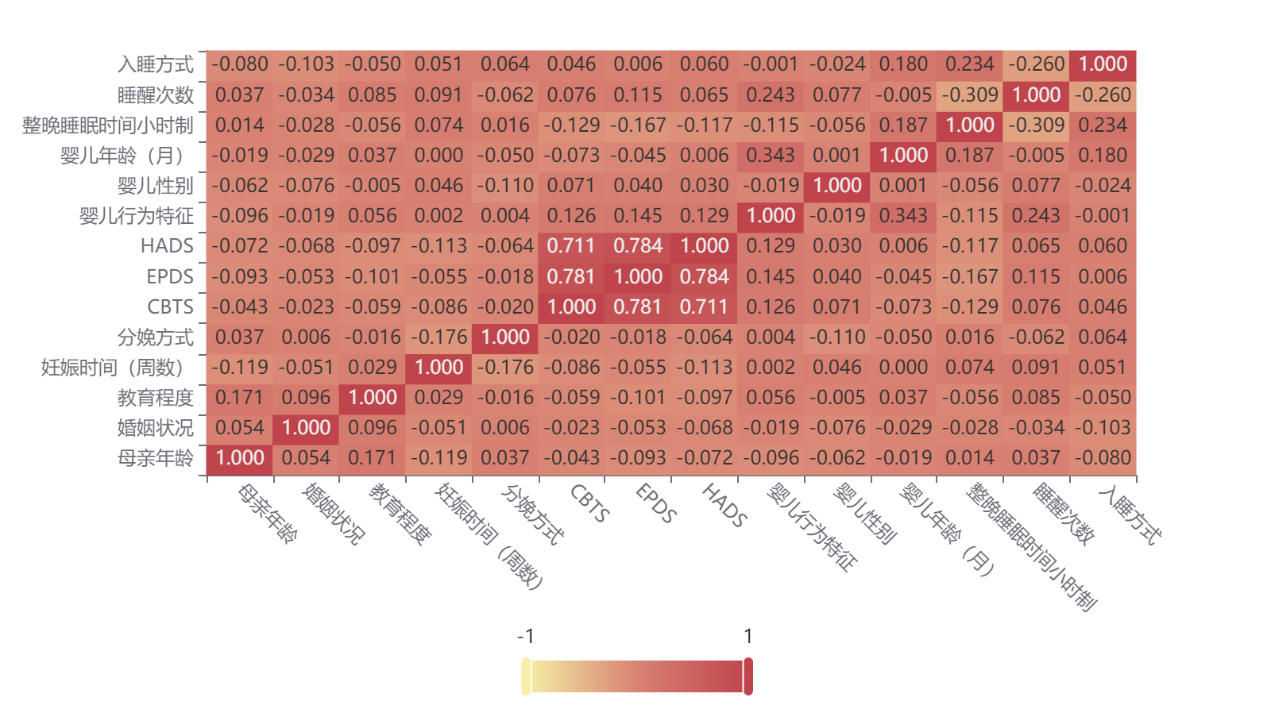 入睡方式 -0.080 -0.103 -0.050 0.051 0.064 0.046 0.006 0.060 -0.001 -0.024 0.180 0.234 -0.260 1.000
睡醒次数 0.037 -0.034 0.085 0.091 -0.062 0.076 0.115 0.065 0.243 0.077 -0.005 -0.309 1.000 -0.260
整晚睡眠时间小时制 0.014 -0.028 -0.056 0.074 0.016 -0.129 -0.167 -0.117 -0.115 -0.056 0.187 1.000 -0.309 0.234
婴儿年龄（月） -0.019 -0.029 0.037 0.000 -0.050 -0.073 -0.045 0.006 0.343 0.001 1.000 0.187 -0.005 0.180
婴儿性别 -0.062 -0.076 -0.005 0.046 -0.110 0.071 0.040 0.030 -0.019 1.000 0.001 -0.056 0.077 -0.024
婴儿行为特征 -0.096 -0.019 0.056 0.002 0.004 0.126 0.145 0.129 1.000 -0.019 0.343 -0.115 0.243 -0.001
HADS -0.072 -0.068 -0.097 -0.113 -0.064 0.711 0.784 1.000 0.129 0.030 0.006 -0.117 0.065 0.060
EPDS -0.093 -0.053 -0.101 -0.055 -0.018 0.781 1.000 0.784 0.145 0.040 -0.045 -0.167 0.115 0.006
CBTS -0.043 -0.023 -0.059 -0.086 -0.020 1.000 0.781 0.711 0.126 0.071 -0.073 -0.129 0.076 0.046
分娩方式 0.037 0.006 -0.016 -0.176 1.000 -0.020 -0.018 -0.064 0.004 -0.110 -0.050 0.016 -0.062 0.064
妊娠时间（周数） -0.119 -0.051 0.029 1.000 -0.176 -0.086 -0.055 -0.113 0.002 0.046 0.000 0.074 0.091 0.051
教育程度 0.171 0.096 1.000 0.029 -0.016 -0.059 -0.101 -0.097 0.056 -0.005 0.037 -0.056 0.085 -0.050
婚姻状况 0.054 1.000 0.096 -0.051 0.006 -0.023 -0.053 -0.068 -0.019 -0.076 -0.029 -0.028 -0.034 -0.103
母亲年龄 1.000 0.054 0.171 -0.119 0.037 -0.043 -0.093 -0.072 -0.096 -0.062 -0.019 0.014 0.037 -0.080
母亲年龄 婚姻状况 教育程度 妊娠时间（周数） 分娩方式 CBTS EPDS HADS 婴儿行为特征 婴儿性别 婴儿年龄（月） 整晚睡眠时间小时制 睡醒次数 入睡方式
-1 1